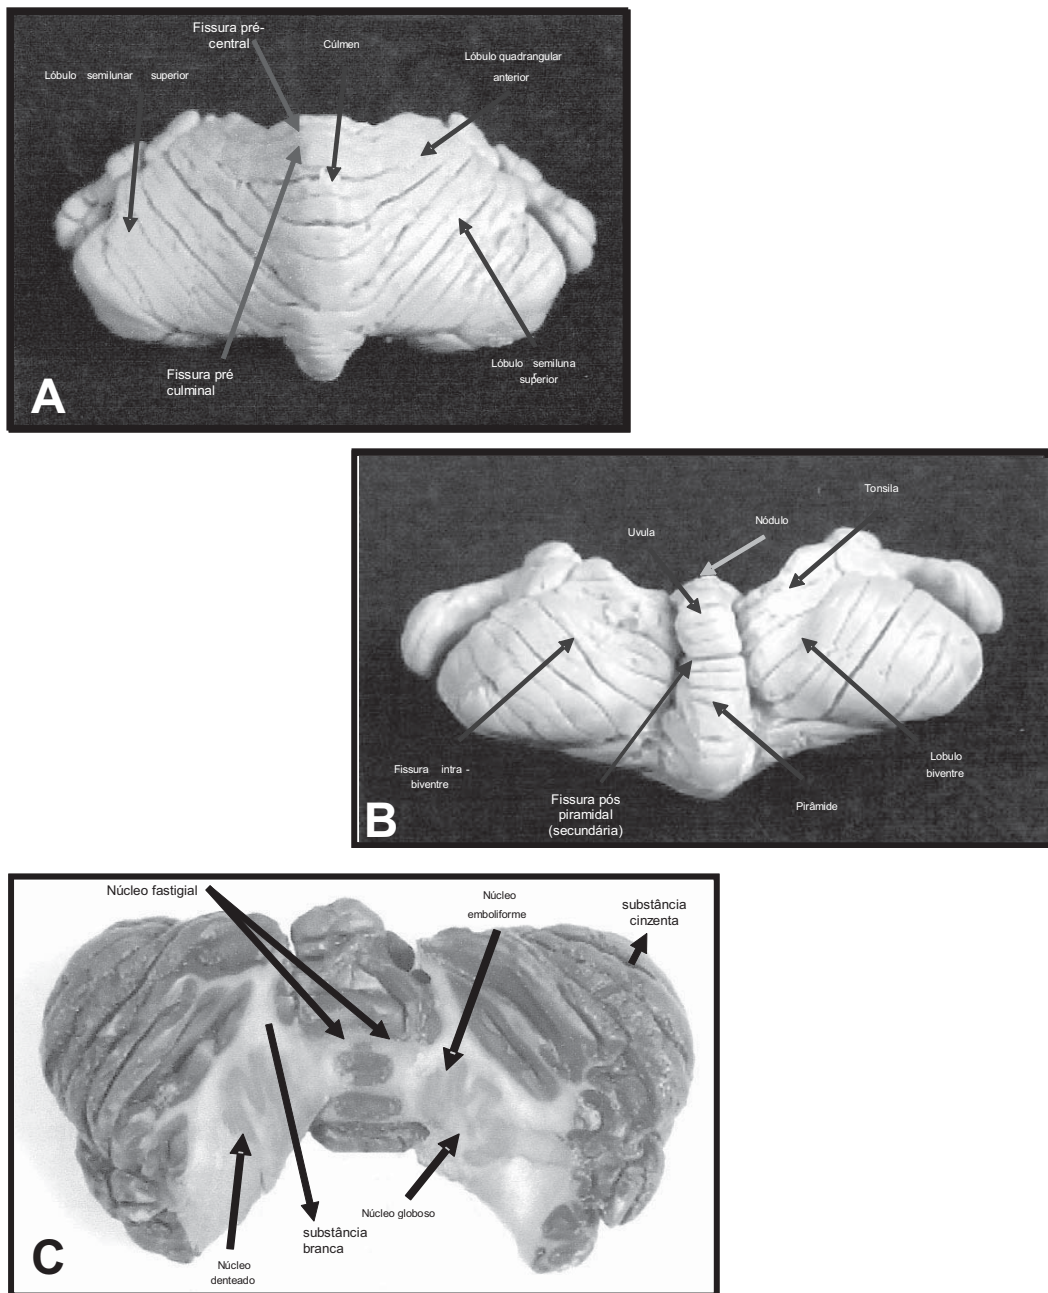 Fissura pré-
central
Cúlmen
Lóbulo quadrangular
anterior
Lóbulo semilunar superior
Fissura pré
culminal
Lóbulo semiluna
r
superior
A
Tonsila
Nódulo
Uvula
Fissura intra -
biventre
Fissura pós
piramidal
(secundária)
Pirâmide
Lobulo
biventre
B
Núcleo fastigial
Núcleo
emboliforme
substância
cinzenta
Núcleo globoso
substância
branca
Núcleo
denteado
C